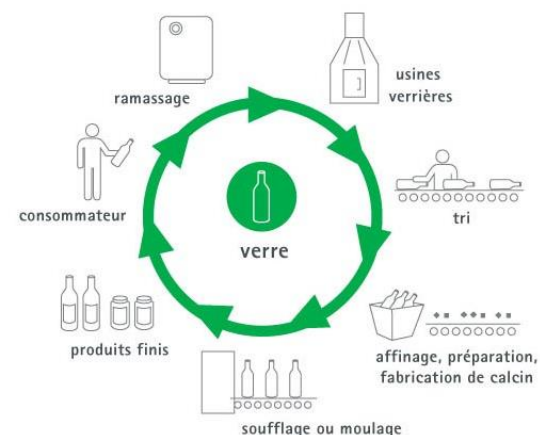 ramassage
usines
verrières
tri
affinage, préparation,
fabrication de calcin
soufflage ou moulage
produits finis
consommateur
verre